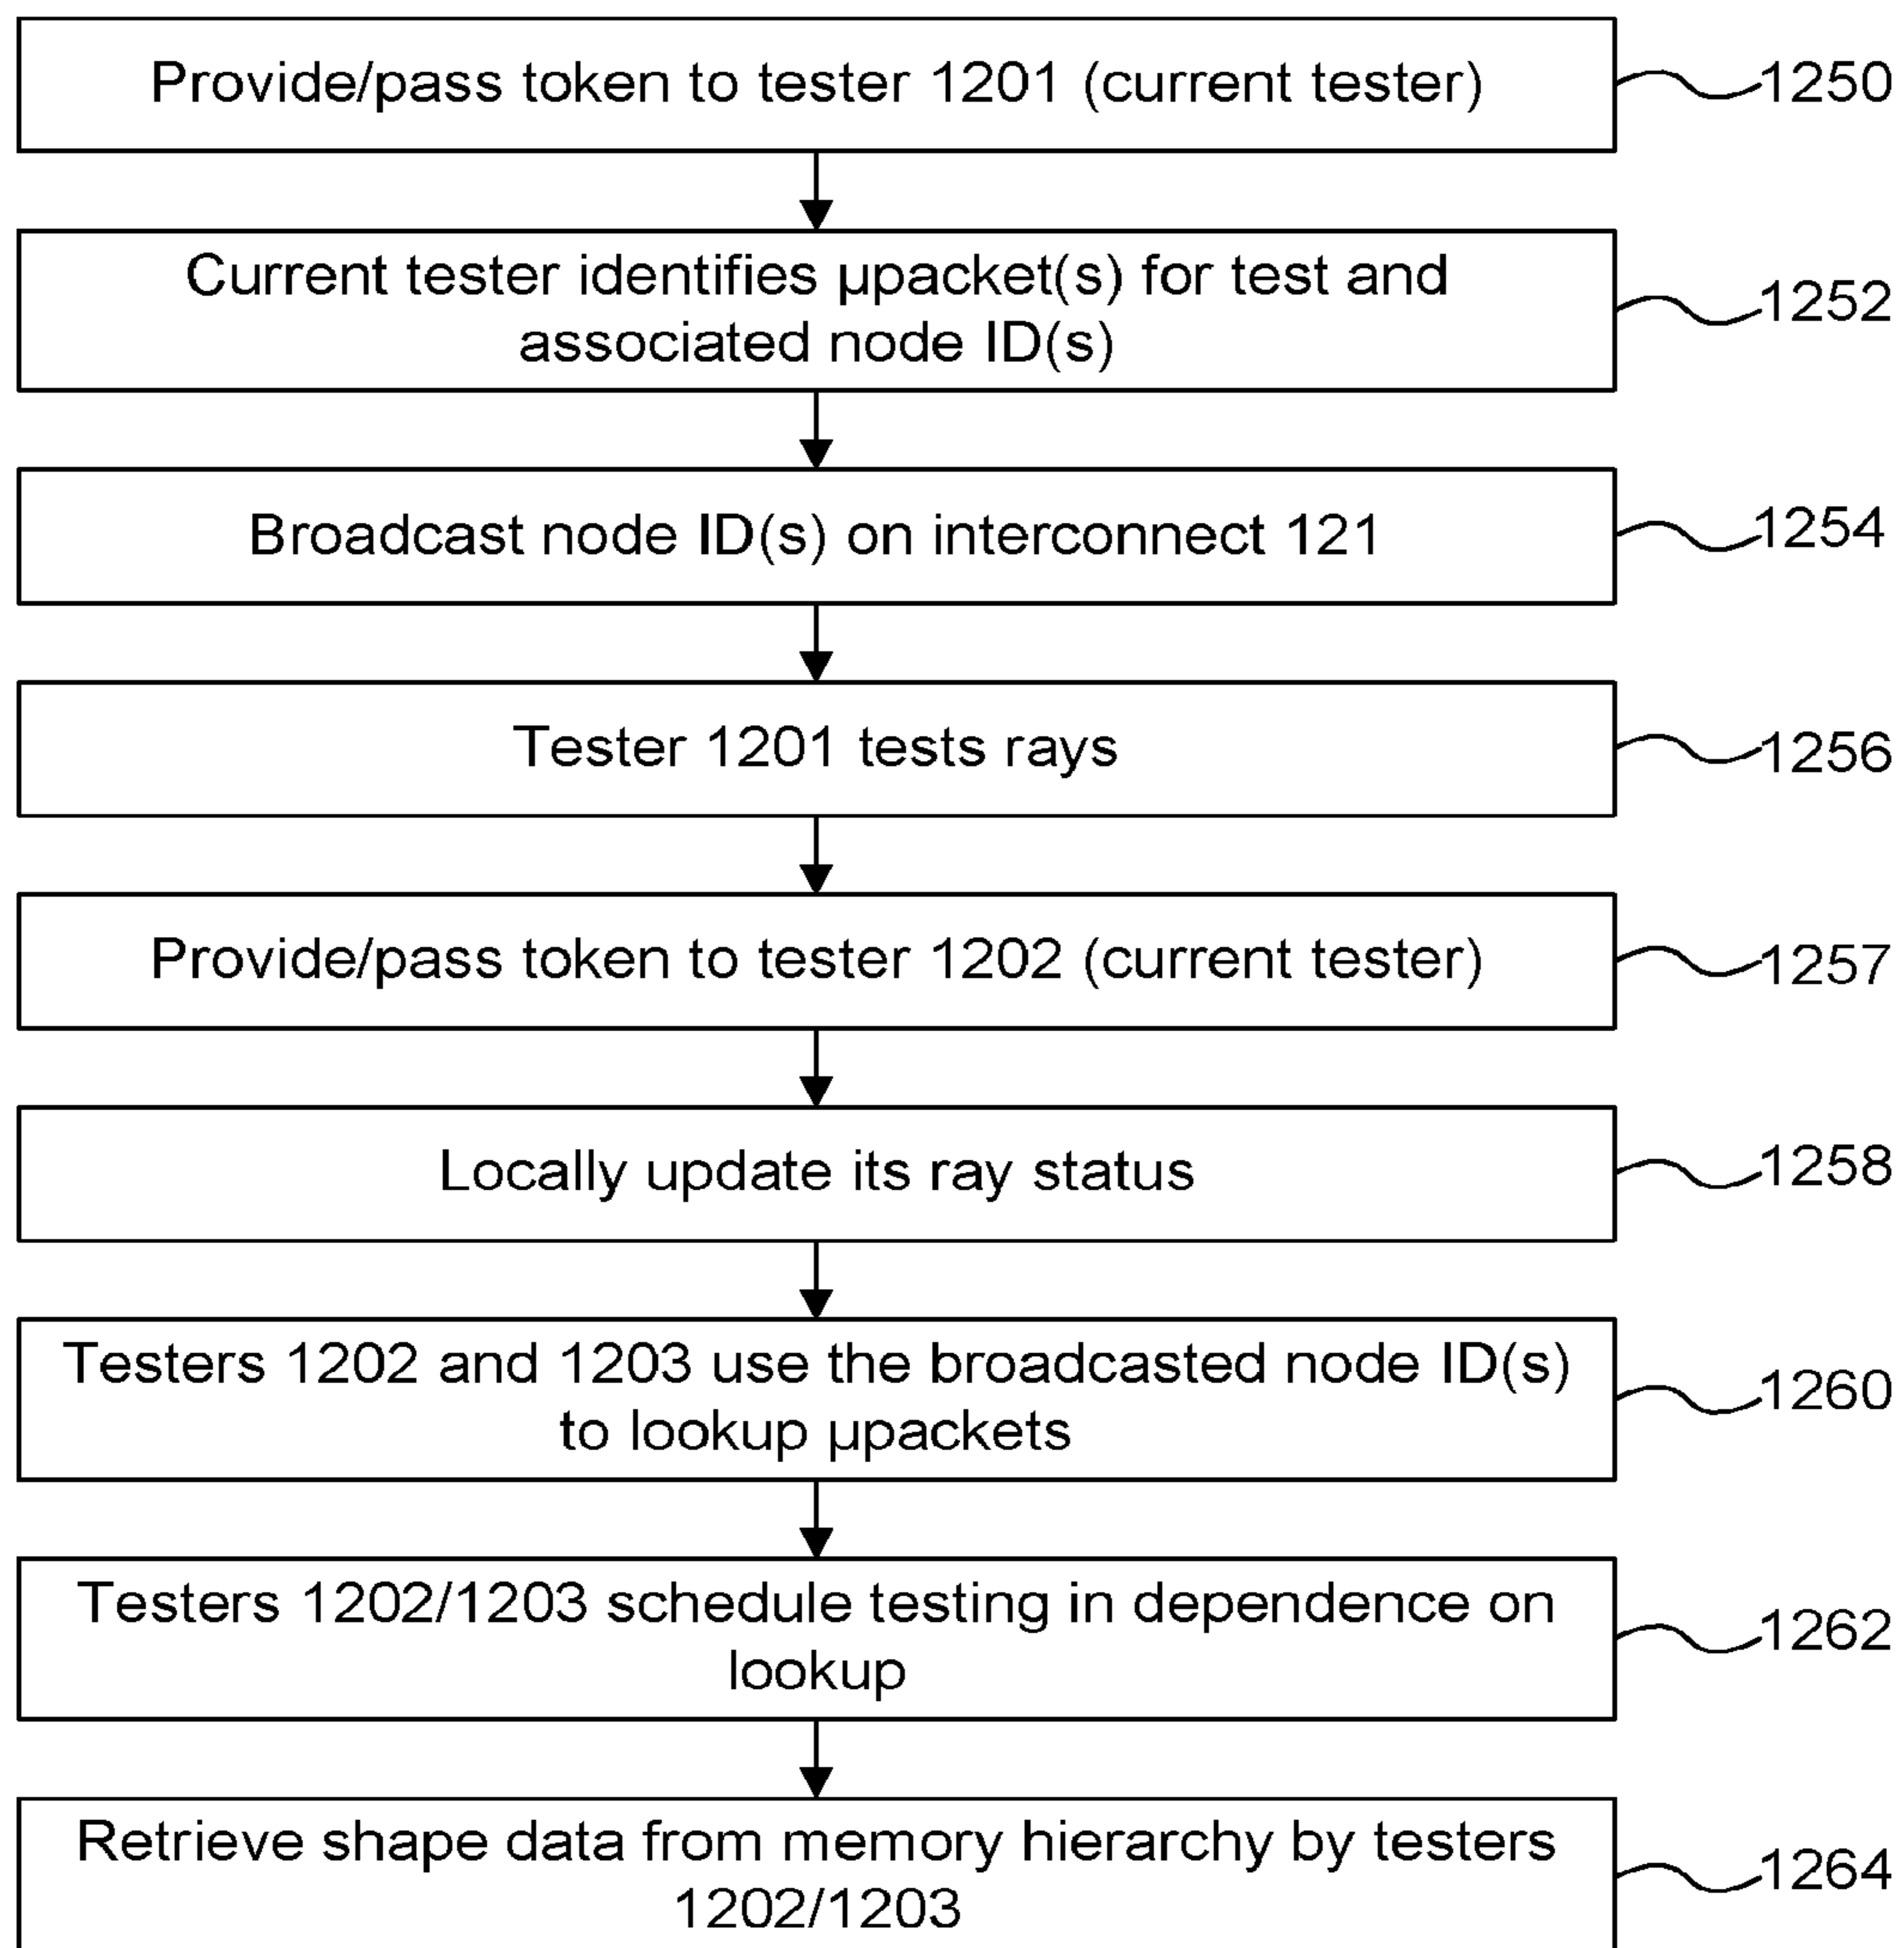 Provide/pass token to tester 1201 (current tester)
1250
Current tester identifies µpacket(s) for test and
associated node ID(s)
1252
Broadcast node ID(s) on interconnect 121
1254
Tester 1201 tests rays
1256
Provide/pass token to tester 1202 (current tester)
1257
Locally update its ray status
1258
Testers 1202 and 1203 use the broadcasted node ID(s)
to lookup µpackets
1260
Testers 1202/1203 schedule testing in dependence on
lookup
1262
Retrieve shape data from memory hierarchy by testers
1202/1203
1264